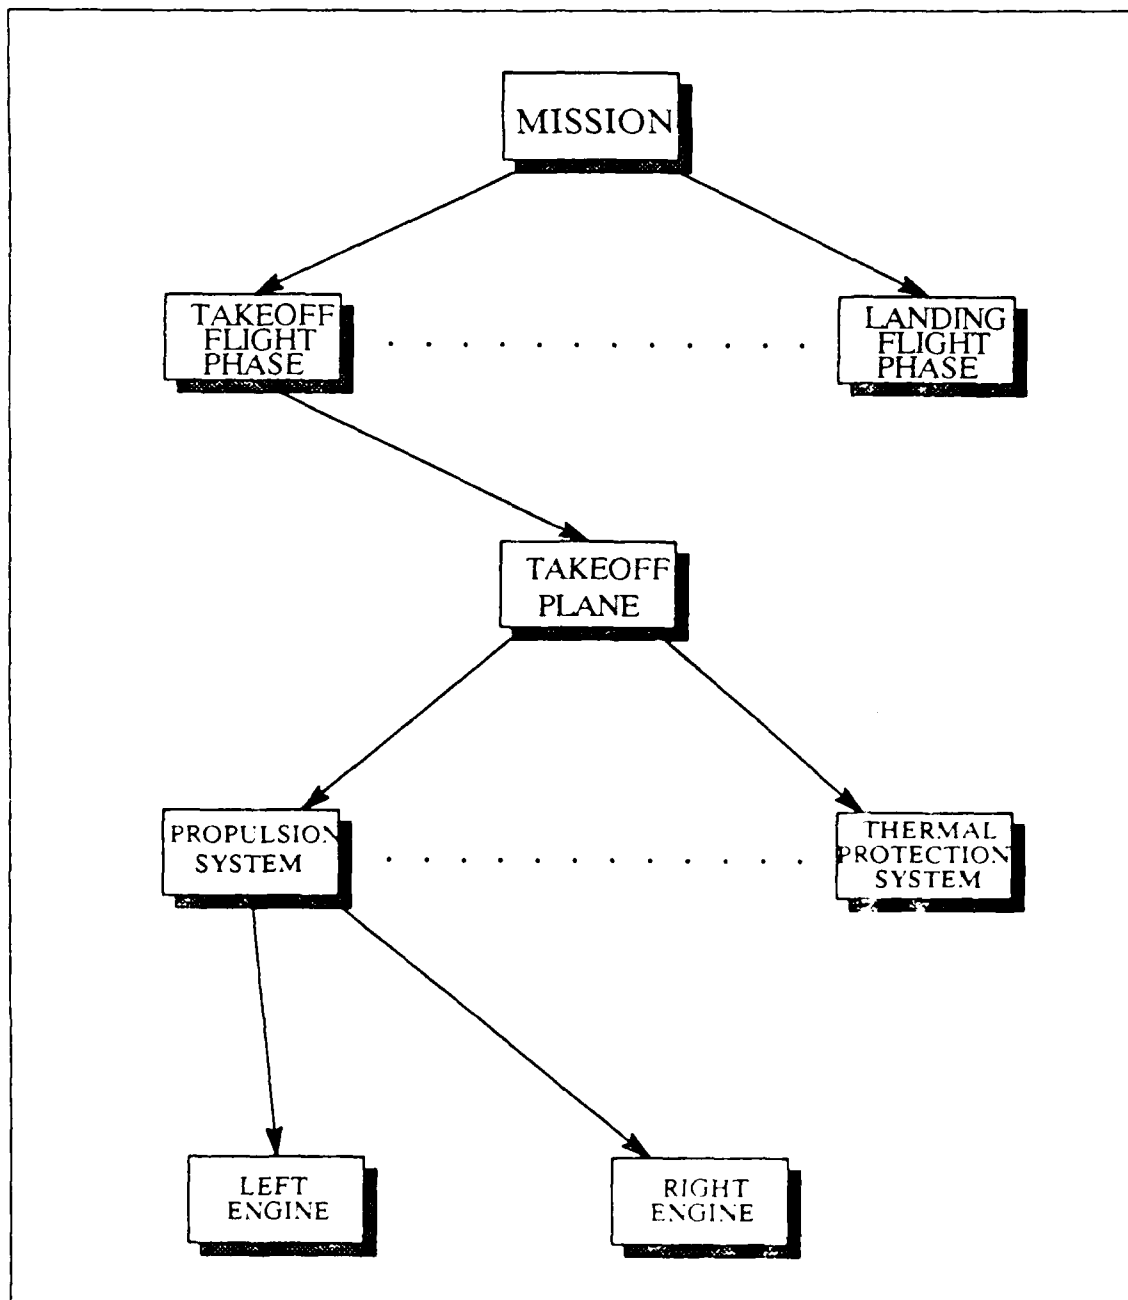 MISSION
TAKEOFF
FLIGHT
PHASE
LANDING
FLIGHT
PHASE
TAKEOFF
PLANE
PROPULSION
SYSTEM
THERMAL
PROTECTION
SYSTEM
LEFT
ENGINE
RIGHT
ENGINE